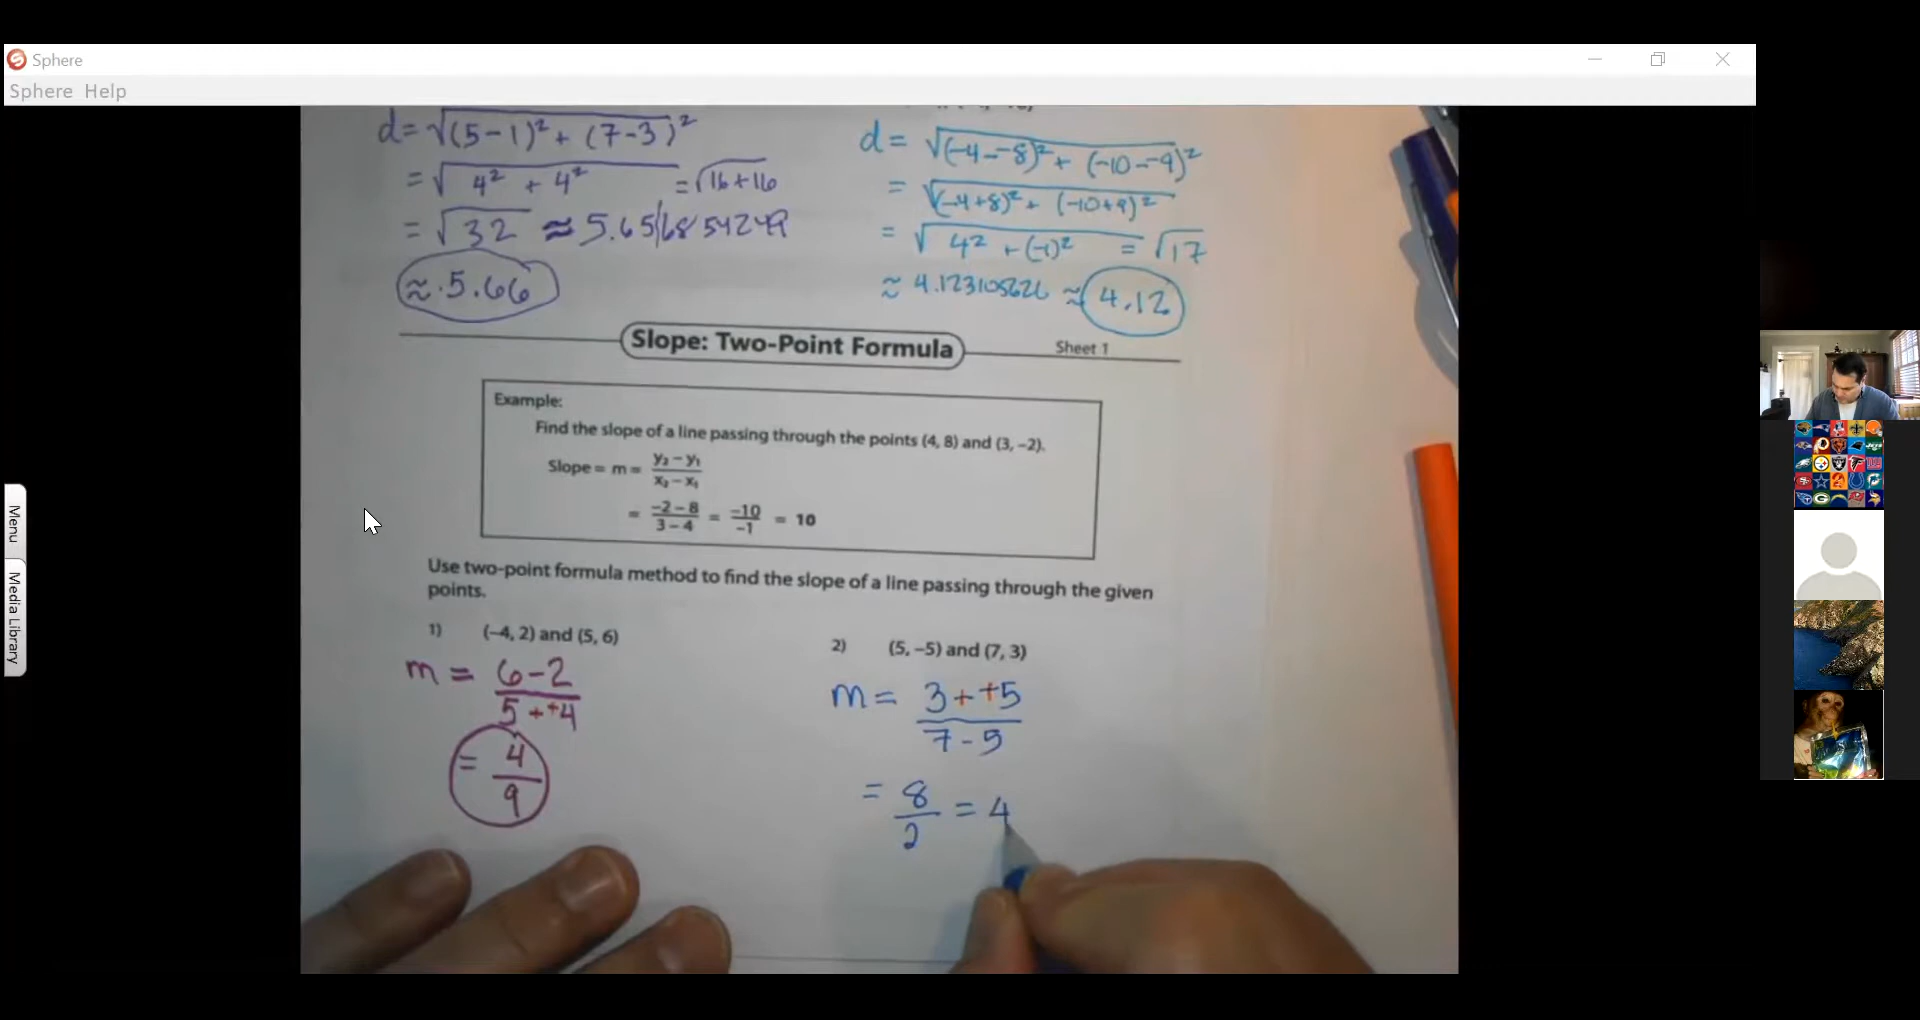 Sphere
Sphere Help
d = √(5-1)² + (7-3)²
= √4² + 4² = √16+16
= √32 ≈ 5.65|6854249
≈ 5.66
d = √(-4--8)² + (-10--9)²
= √(-4+8)² + (-10+9)²
= √4² + (-1)² = √17
≈ 4.123105626 ≈ 4.12
Slope: Two-Point Formula
Sheet 1
Example:
Find the slope of a line passing through the points (4, 8) and (3, –2).
Slope = m = y₂ – y₁ / x₂ – x₁
= –2 – 8 / 3 – 4 = –10 / –1 = 10
Use two-point formula method to find the slope of a line passing through the given
points.
1) (–4, 2) and (5, 6)
m = 6-2 / 5++4
= 4/9
2) (5, –5) and (7, 3)
m = 3++5 / 7-5
= 8/2 = 4
Menu
Media Library